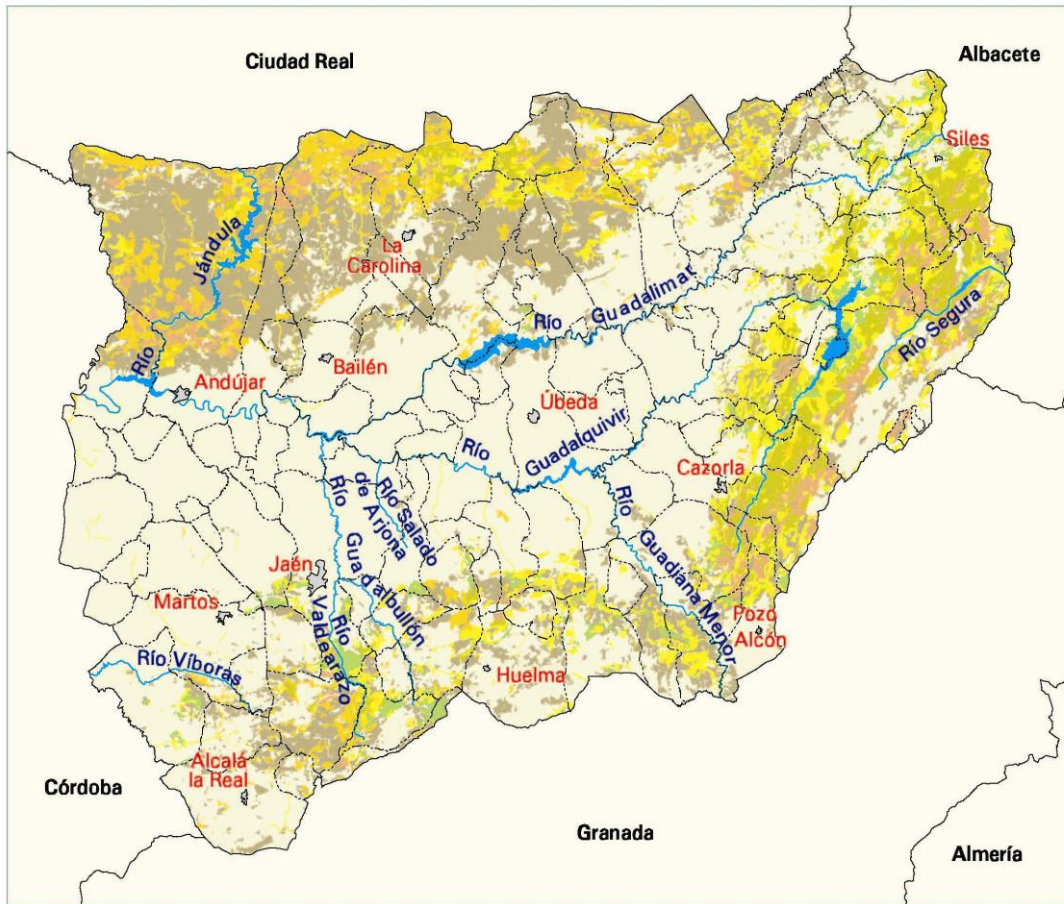 Ciudad Real
Albacete
Siles
Jándula
La
Carolina
Río
Guadalimar
Río Segura
Río
Andújar
Bailén
Úbeda
Río
Guadalquivir
Cazorla
Río
Guadalbullón
Río Salado
de Arjona
Río
Guadiana Menor
Jaén
Martos
Río
Valdearazo
Pozo
Alcón
Río Víboras
Huelma
Alcalá
la Real
Córdoba
Granada
Almería